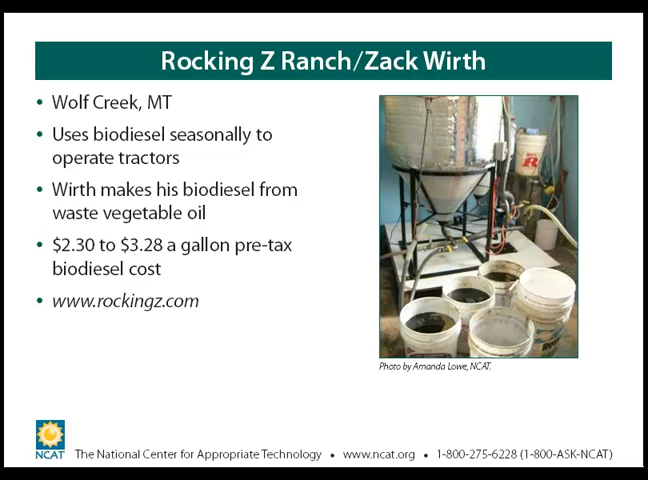 Rocking Z Ranch/Zack Wirth
• Wolf Creek, MT
• Uses biodiesel seasonally to
operate tractors
• Wirth makes his biodiesel from
waste vegetable oil
• $2.30 to $3.28 a gallon pre-tax
biodiesel cost
• www.rockingz.com
R
Photo by Amanda Lowe, NCAT.
NCAT
The National Center for Appropriate Technology • www.ncat.org • 1-800-275-6228 (1-800-ASK-NCAT)